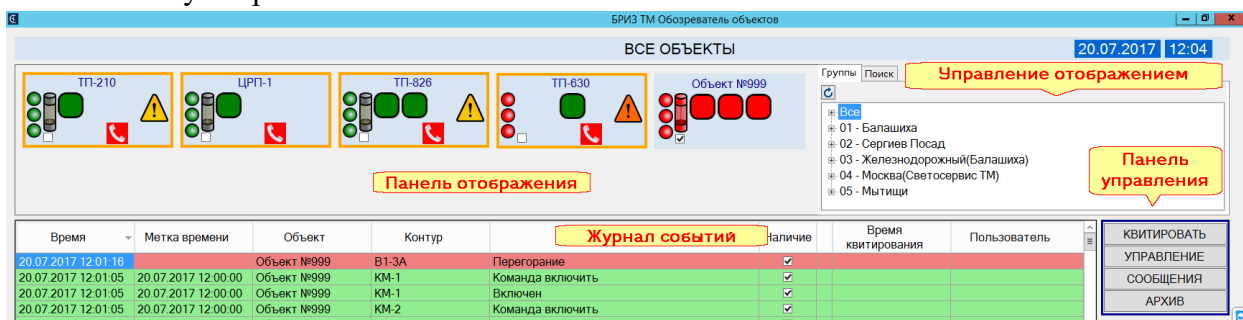 БРИЗ ТМ Обозреватель объектов
ВСЕ ОБЪЕКТЫ
20.07.2017 12:04
ТП-210
ЦРП-1
ТП-826
ТП-630
Объект №999
Панель отображения
Группы Поиск
Управление отображением
Все
01 - Балашиха
02 - Сергиев Посад
03 - Железнодорожный(Балашиха)
04 - Москва(Светосервис ТМ)
05 - Мытищи
Панель
управления
Время Метка времени Объект Контур Журнал событий Наличие Время квитирования Пользователь
20.07.2017 12:01:16 Объект №999 В1-3А Перегорание
20.07.2017 12:01:05 20.07.2017 12:00:00 Объект №999 КМ-1 Команда включить
20.07.2017 12:01:05 20.07.2017 12:00:00 Объект №999 КМ-1 Включен
20.07.2017 12:01:05 20.07.2017 12:00:00 Объект №999 КМ-2 Команда включить
КВИТИРОВАТЬ
УПРАВЛЕНИЕ
СООБЩЕНИЯ
АРХИВ